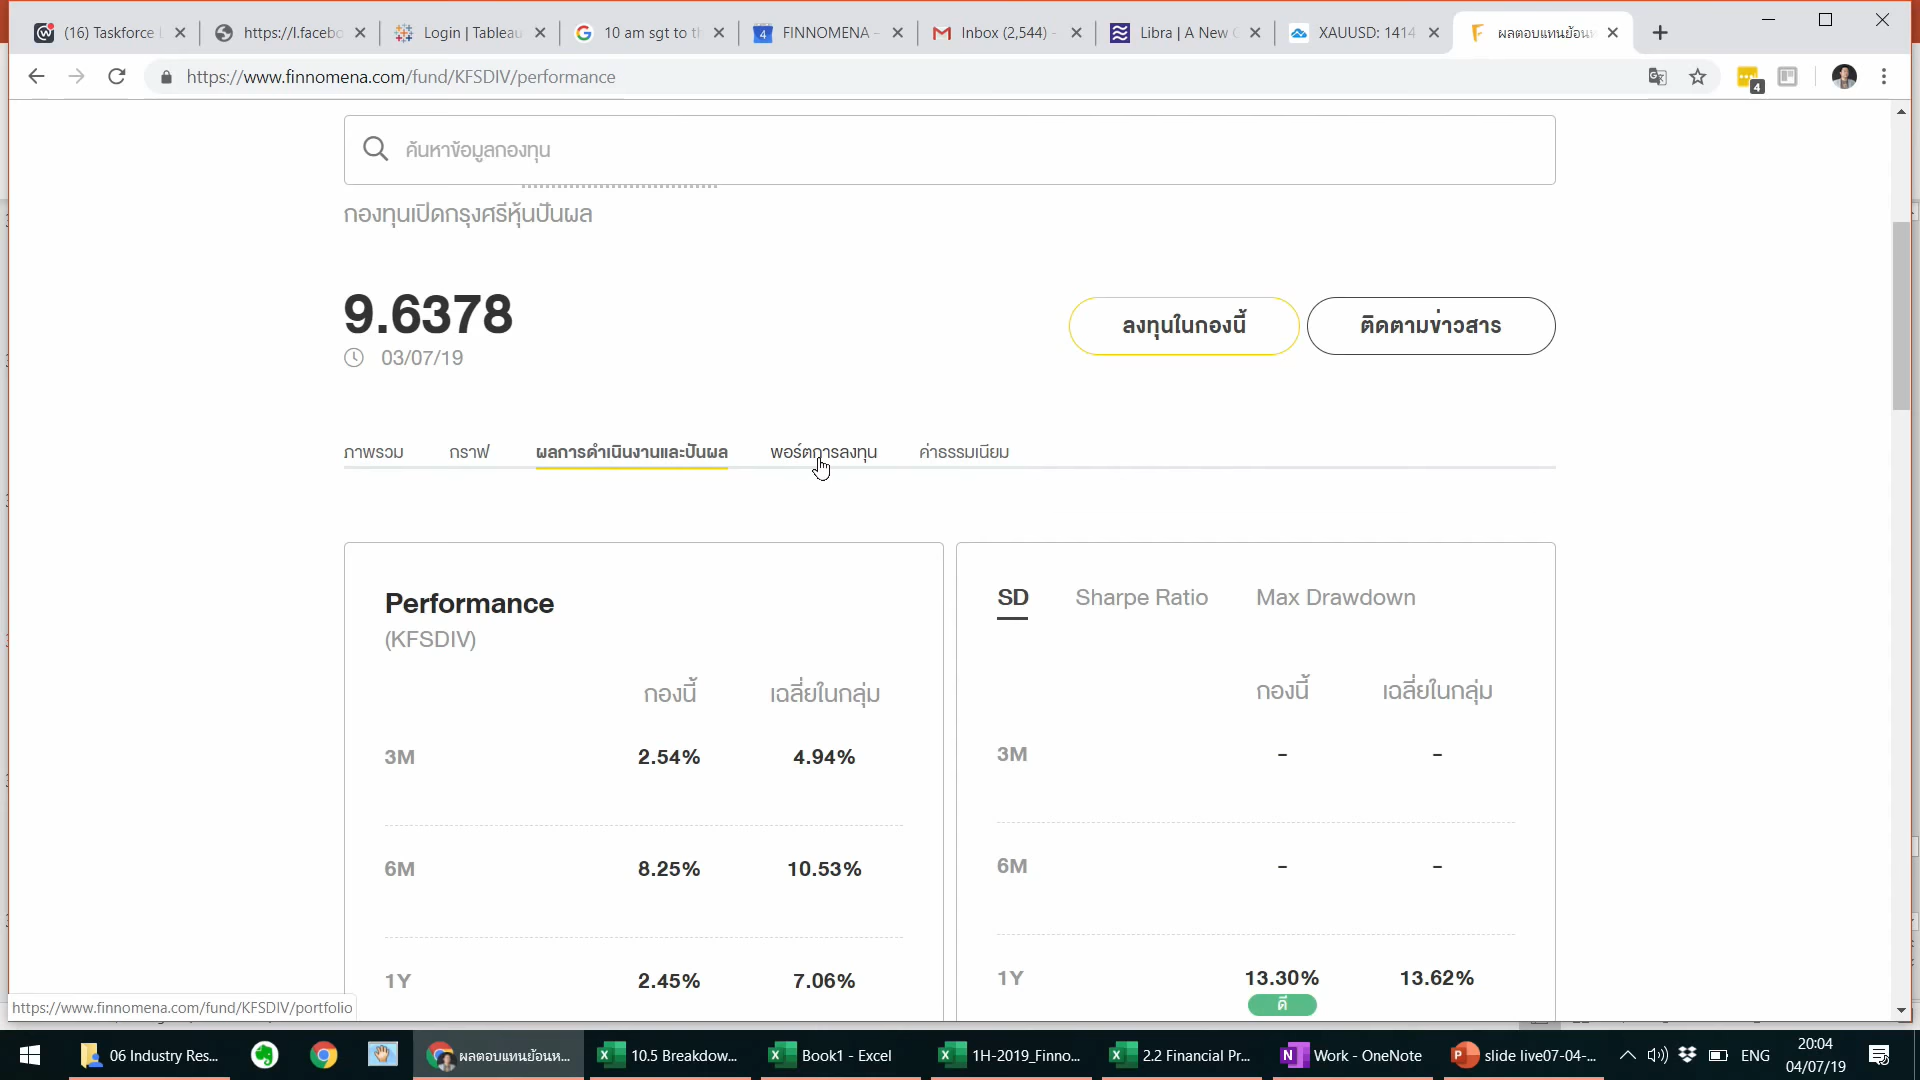 (16) Taskforce
https://l.facebo
Login | Tableau
10 am sgt to th
FINNOMENA -
Inbox (2,544) -
Libra | A New C
XAUUSD: 1414
ผลตอบแทนย้อนห
https://www.finnomena.com/fund/KFSDIV/performance
4
ค้นหาข้อมูลกองทุน
กองทุนเปิดกรุงศรีหุ้นปันผล
9.6378
03/07/19
ลงทุนในกองนี้
ติดตามข่าวสาร
ภาพรวม
กราฟ
ผลการดำเนินงานและปันผล
พอร์ตการลงทุน
ค่าธรรมเนียม
Performance
(KFSDIV)
กองนี้ เฉลี่ยในกลุ่ม
3M 2.54% 4.94%
6M 8.25% 10.53%
1Y 2.45% 7.06%
SD Sharpe Ratio Max Drawdown
กองนี้ เฉลี่ยในกลุ่ม
3M - -
6M - -
1Y 13.30% 13.62%
ดี
https://www.finnomena.com/fund/KFSDIV/portfolio
06 Industry Res...
ผลตอบแทนย้อนห...
10.5 Breakdow...
Book1 - Excel
1H-2019_Finno...
2.2 Financial Pr...
Work - OneNote
slide live07-04-...
ENG
20:04
04/07/19